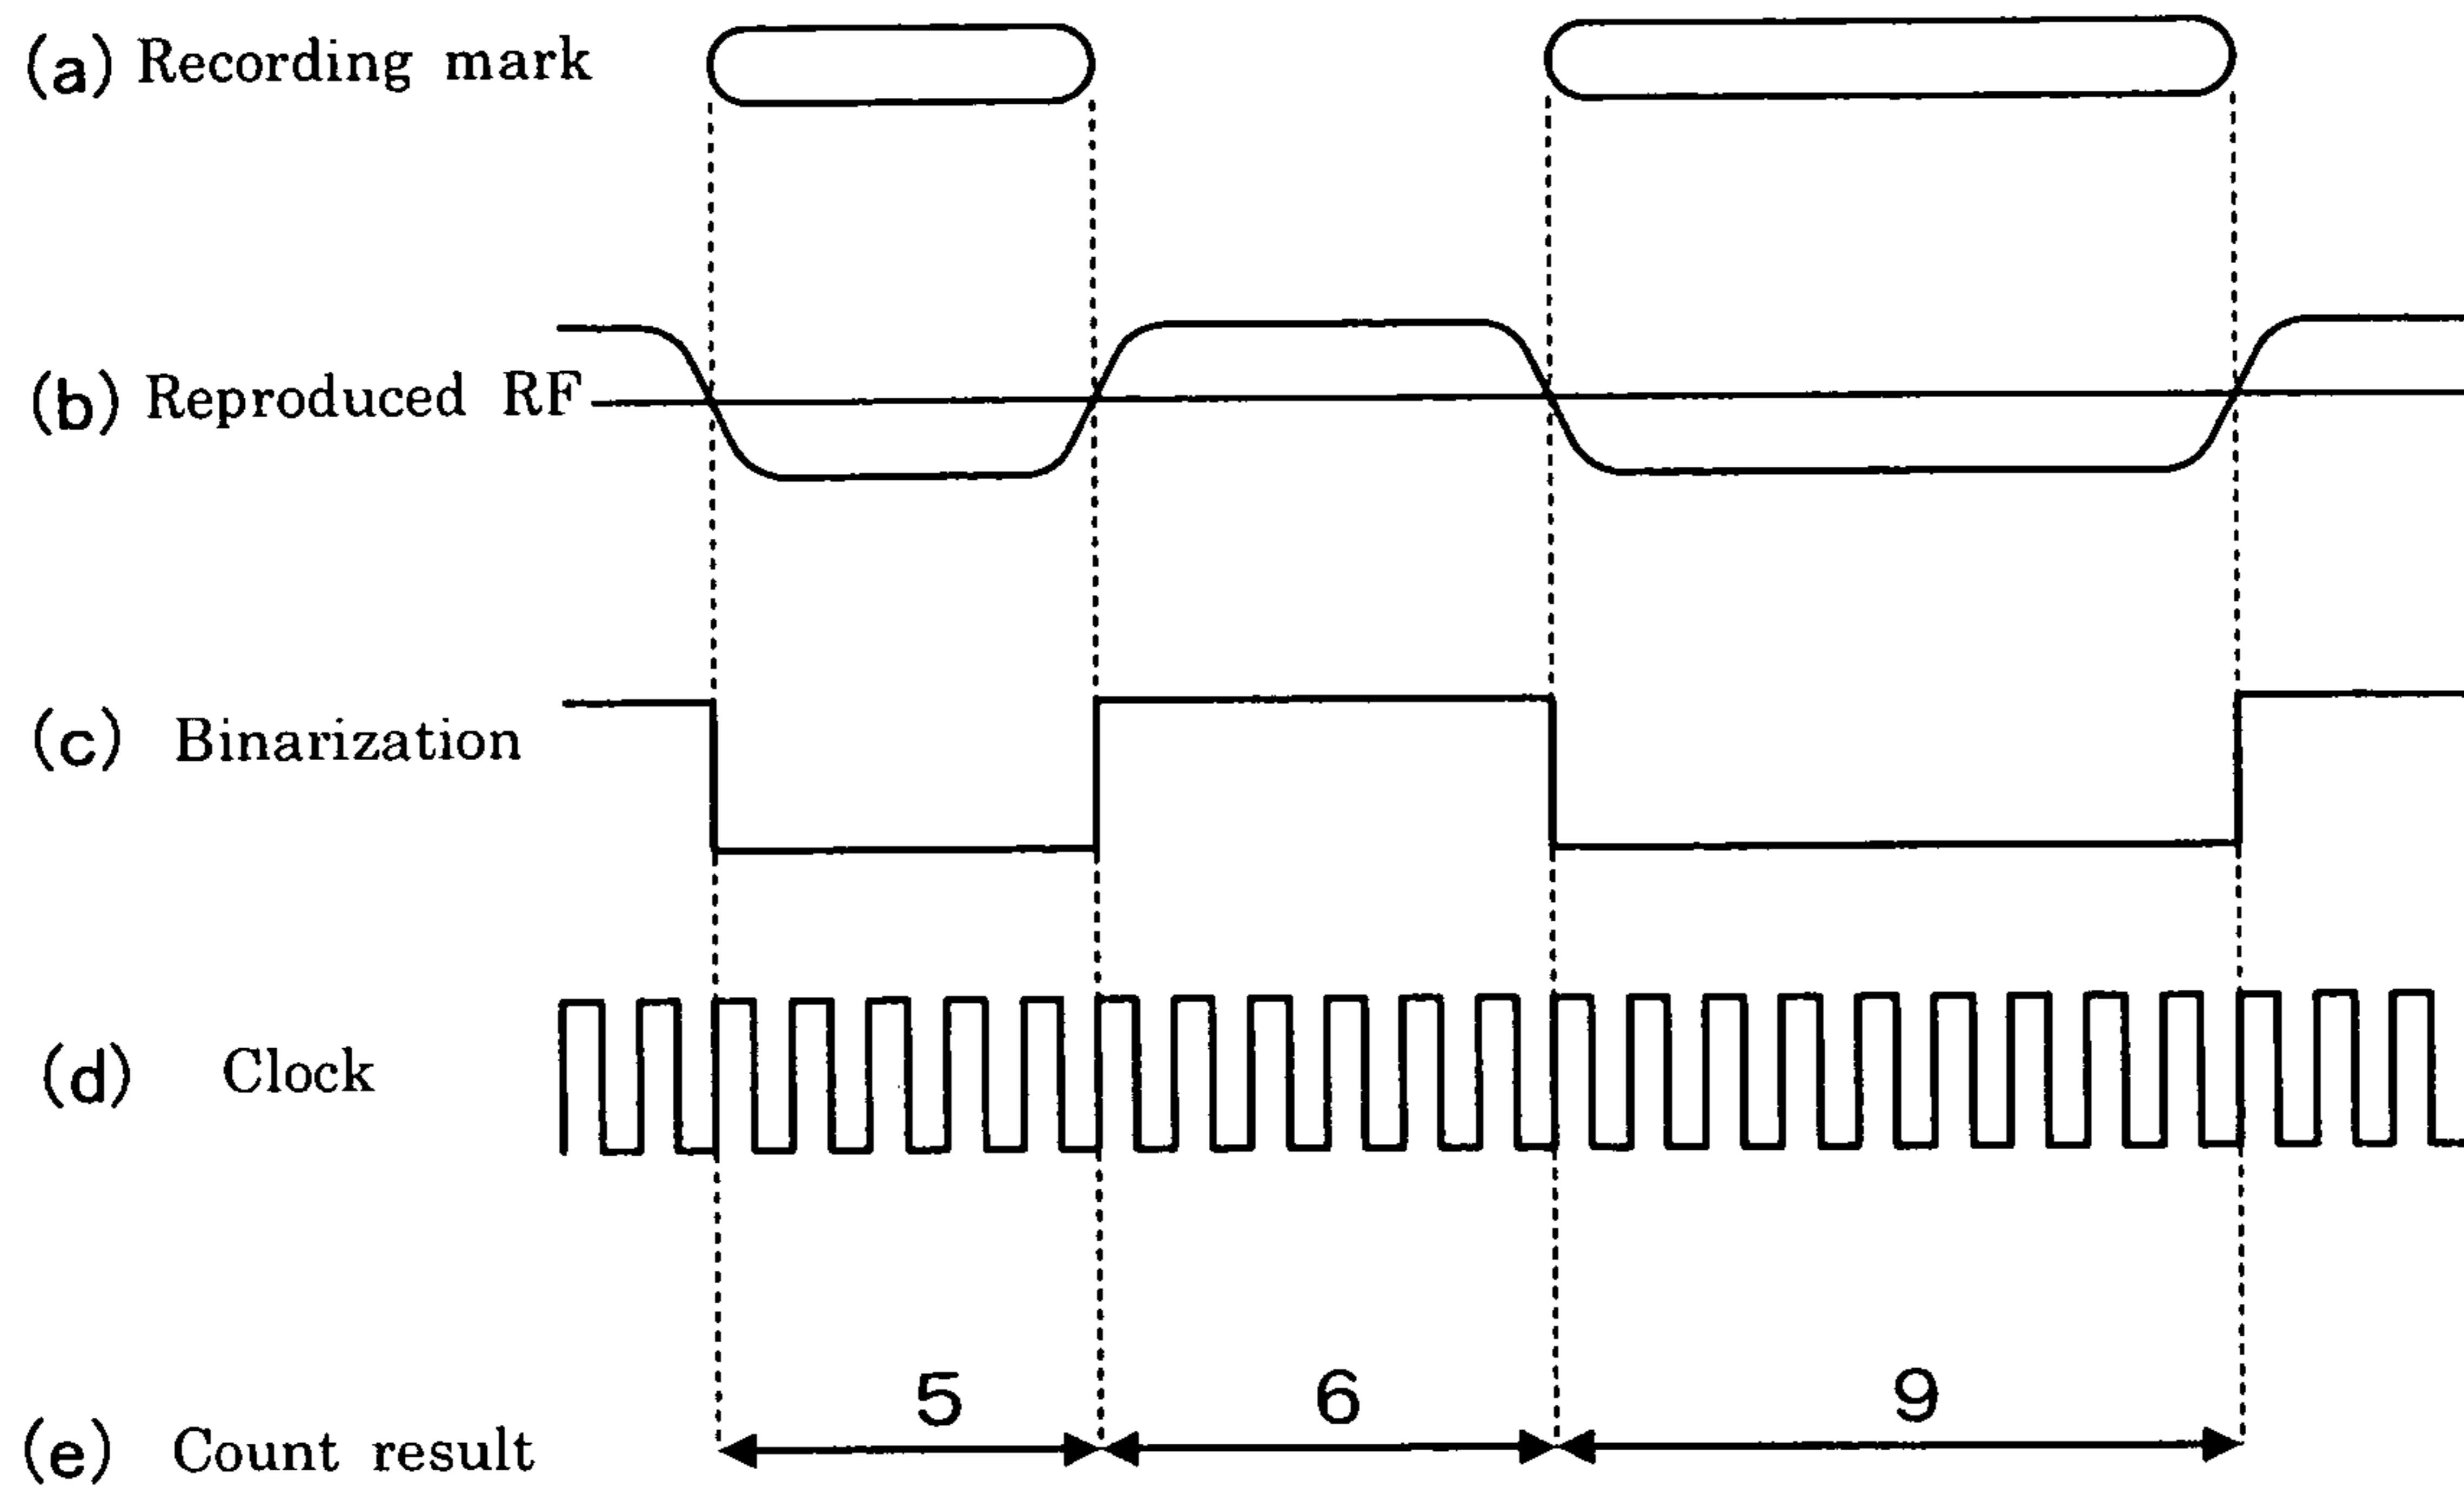 (a) Recording mark
(b) Reproduced RF
(c) Binarization
(d) Clock
5 6 9
(e) Count result